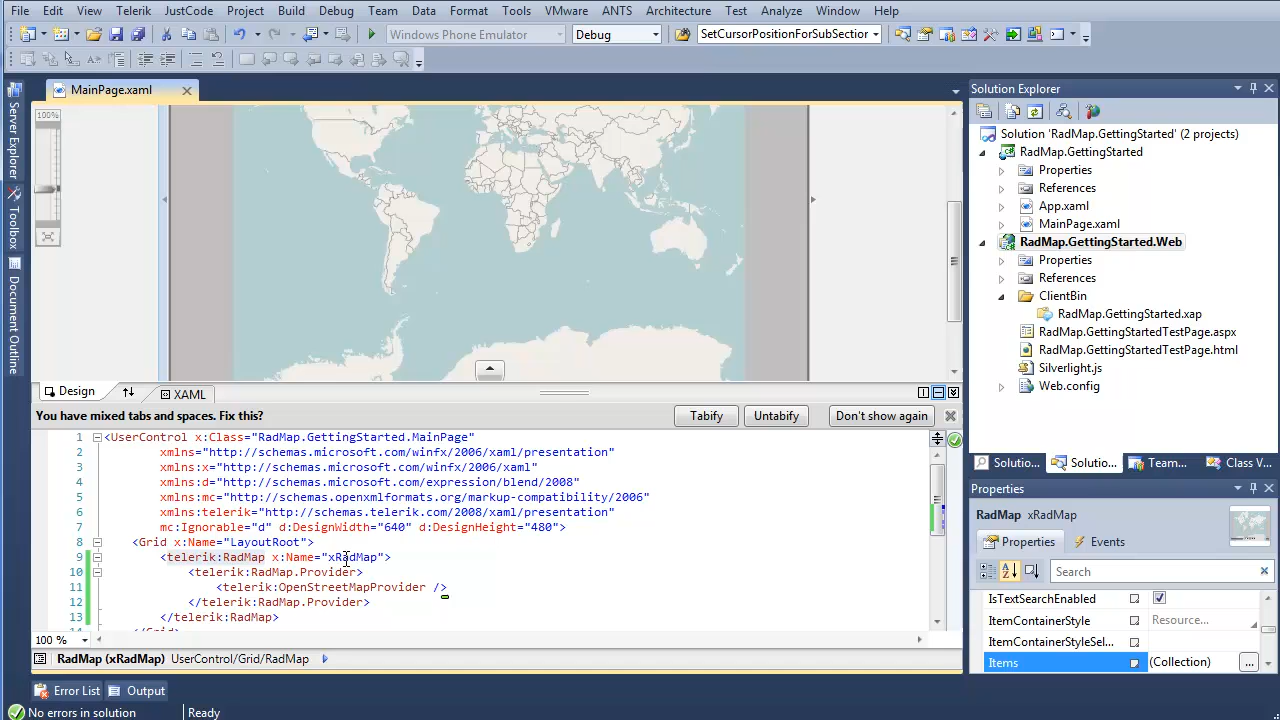 File Edit View Telerik JustCode Project Build Debug Team Data Format Tools VMware ANTS Architecture Test Analyze Window Help
Windows Phone Emulator Debug SetCursorPositionForSubSection
MainPage.xaml
Server Explorer
Toolbox
Document Outline
100%
Design XAML
You have mixed tabs and spaces. Fix this? Tabify Untabify Don't show again
1 <UserControl x:Class="RadMap.GettingStarted.MainPage"
2 xmlns="http://schemas.microsoft.com/winfx/2006/xaml/presentation"
3 xmlns:x="http://schemas.microsoft.com/winfx/2006/xaml"
4 xmlns:d="http://schemas.microsoft.com/expression/blend/2008"
5 xmlns:mc="http://schemas.openxmlformats.org/markup-compatibility/2006"
6 xmlns:telerik="http://schemas.telerik.com/2008/xaml/presentation"
7 mc:Ignorable="d" d:DesignWidth="640" d:DesignHeight="480">
8 <Grid x:Name="LayoutRoot">
9 <telerik:RadMap x:Name="xRadMap">
10 <telerik:RadMap.Provider>
11 <telerik:OpenStreetMapProvider />
12 </telerik:RadMap.Provider>
13 </telerik:RadMap>
14 </Grid>
100 %
RadMap (xRadMap) UserControl/Grid/RadMap
Error List Output
No errors in solution Ready
Solution Explorer
Solution 'RadMap.GettingStarted' (2 projects)
RadMap.GettingStarted
Properties
References
App.xaml
MainPage.xaml
RadMap.GettingStarted.Web
Properties
References
ClientBin
RadMap.GettingStarted.xap
RadMap.GettingStartedTestPage.aspx
RadMap.GettingStartedTestPage.html
Silverlight.js
Web.config
Solutio... Solutio... Team... Class V...
Properties
RadMap xRadMap
Properties Events
Search
IsTextSearchEnabled
ItemContainerStyle Resource...
ItemContainerStyleSel...
Items (Collection) ...